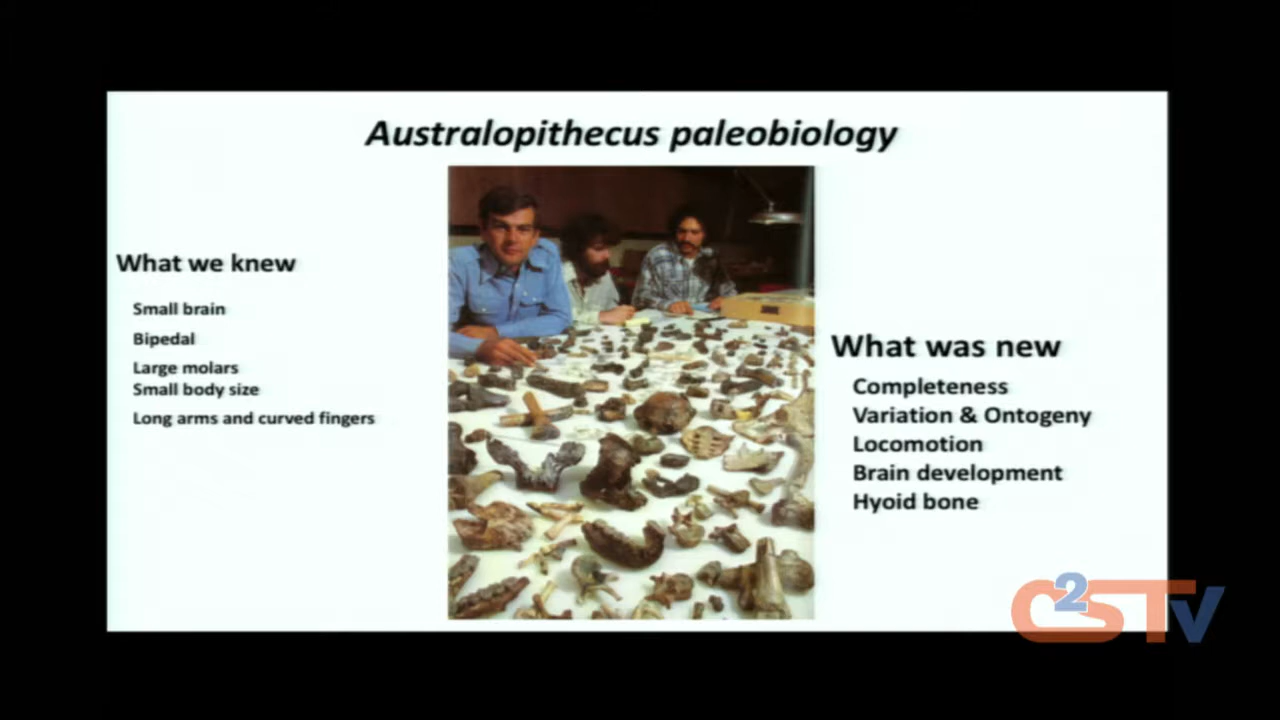 Australopithecus paleobiology
What we knew
Small brain
Bipedal
Large molars
Small body size
Long arms and curved fingers
What was new
Completeness
Variation & Ontogeny
Locomotion
Brain development
Hyoid bone
C2STV